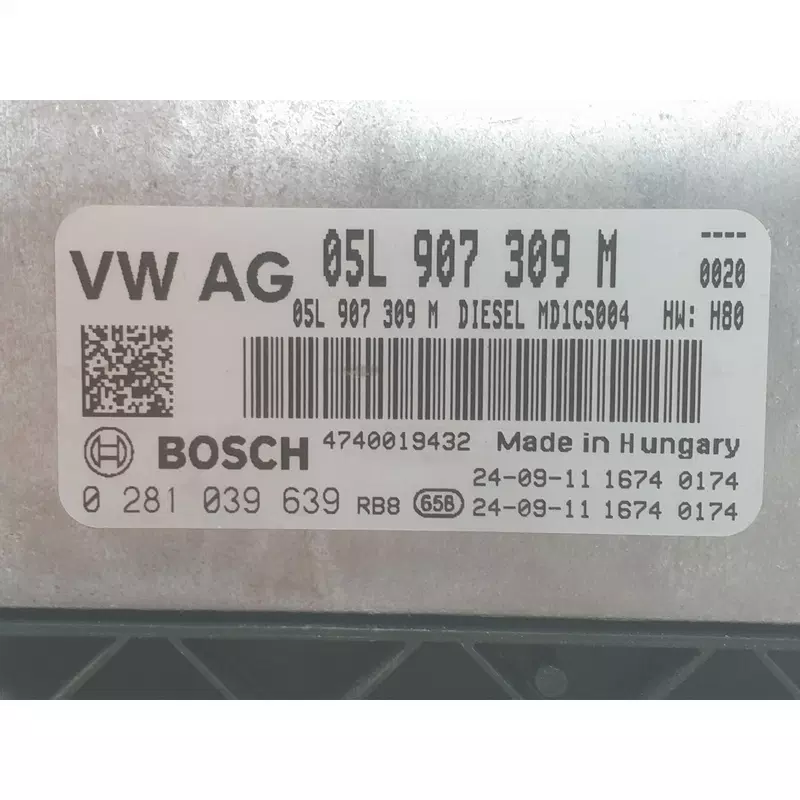 VW AG 05L 907 309 M ----
0020
05L 907 309 M DIESEL MD1CS004 HW: H80
BOSCH 4740019432 Made in Hungary
24-09-11 1674 0174
0 281 039 639 RB8 65B 24-09-11 1674 0174